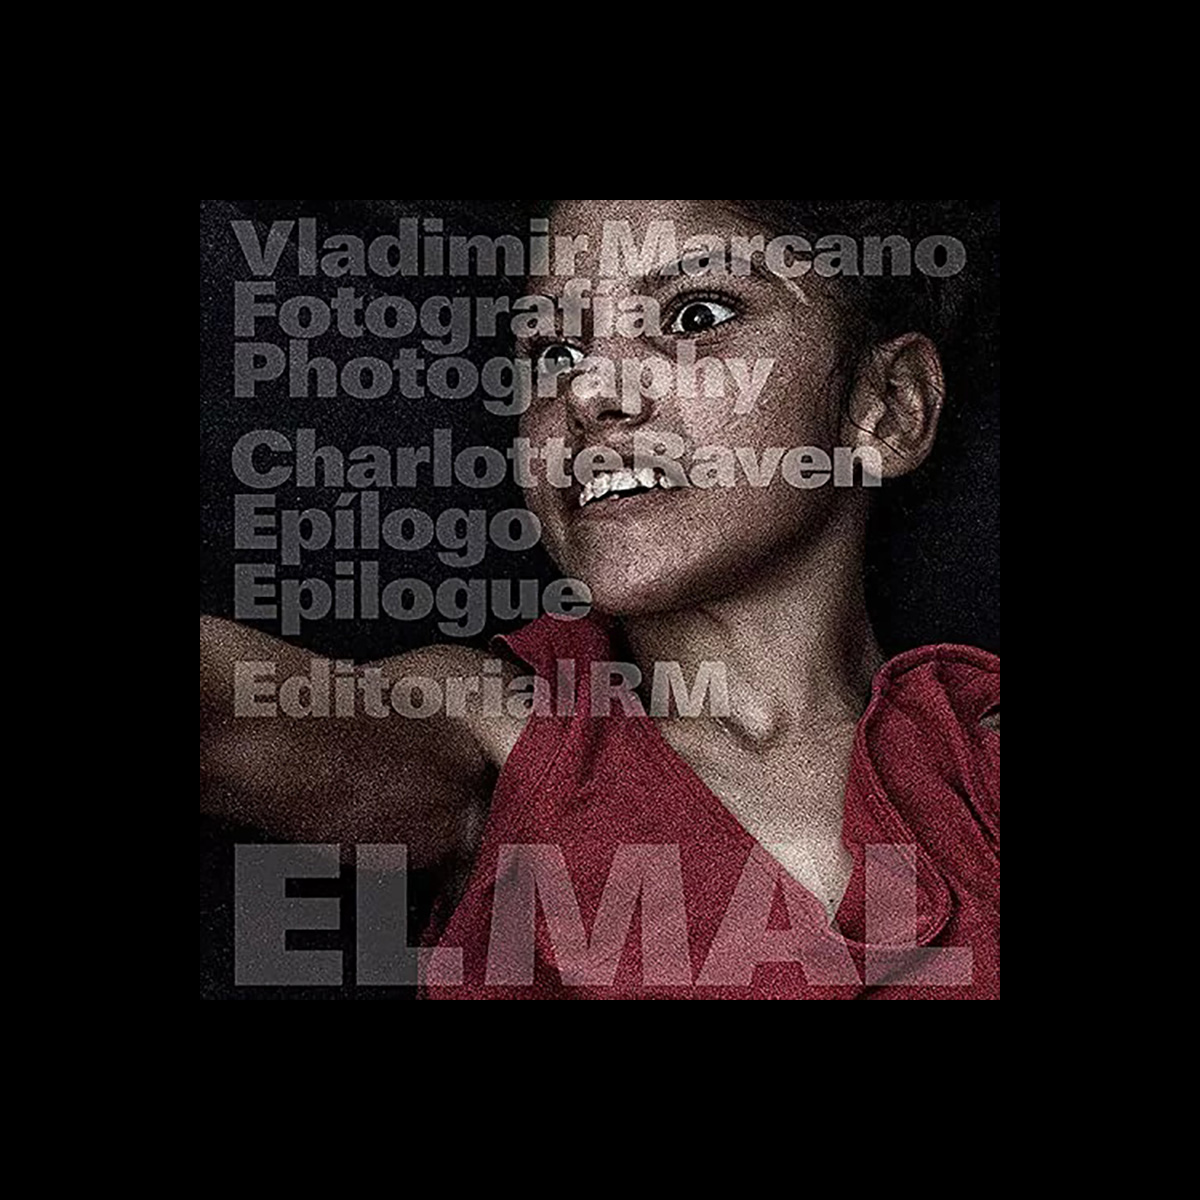 Vladimir Marcano
Fotografía
Photography
Charlotte Raven
Epílogo
Epilogue
Editorial RM
EL MAL